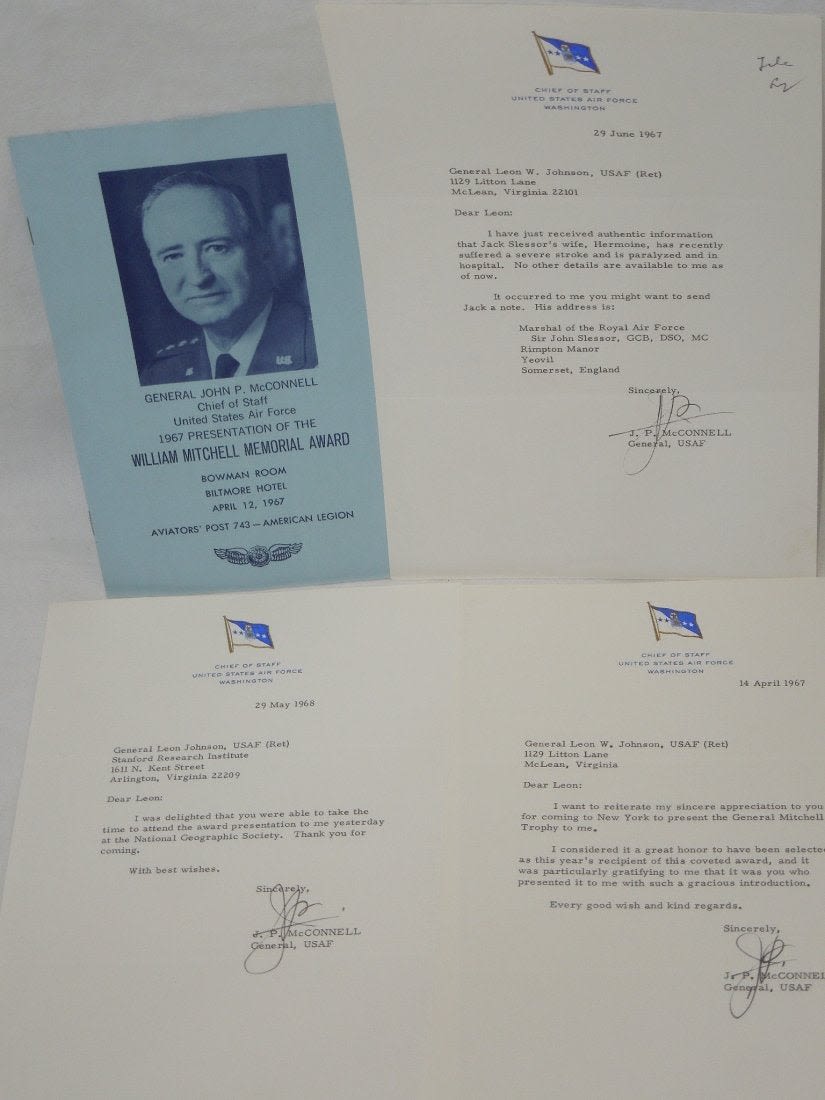 GENERAL JOHN P. McCONNELL
Chief of Staff
United States Air Force
1967 PRESENTATION OF THE
WILLIAM MITCHELL MEMORIAL AWARD
BOWMAN ROOM
BILTMORE HOTEL
APRIL 12, 1967
AVIATORS' POST 743 — AMERICAN LEGION
CHIEF OF STAFF
UNITED STATES AIR FORCE
WASHINGTON
File
29 June 1967
General Leon W. Johnson, USAF (Ret)
1129 Litton Lane
McLean, Virginia 22101
Dear Leon:
I have just received authentic information
that Jack Slessor's wife, Hermoine, has recently
suffered a severe stroke and is paralyzed and in
hospital. No other details are available to me as
of now.
It occurred to me you might want to send
Jack a note. His address is:
Marshal of the Royal Air Force
Sir John Slessor, GCB, DSO, MC
Rimpton Manor
Yeovil
Somerset, England
Sincerely,
J. P. McCONNELL
General, USAF
CHIEF OF STAFF
UNITED STATES AIR FORCE
WASHINGTON
29 May 1968
General Leon Johnson, USAF (Ret)
Stanford Research Institute
1611 N. Kent Street
Arlington, Virginia 22209
Dear Leon:
I was delighted that you were able to take the
time to attend the award presentation to me yesterday
at the National Geographic Society. Thank you for
coming.
With best wishes.
Sincerely,
J. P. McCONNELL
General, USAF
CHIEF OF STAFF
UNITED STATES AIR FORCE
WASHINGTON
14 April 1967
General Leon W. Johnson, USAF (Ret)
1129 Litton Lane
McLean, Virginia
Dear Leon:
I want to reiterate my sincere appreciation to you
for coming to New York to present the General Mitchell
Trophy to me.
I considered it a great honor to have been selecte
as this year's recipient of this coveted award, and it
was particularly gratifying to me that it was you who
presented it to me with such a gracious introduction.
Every good wish and kind regards.
Sincerely,
J. P. McCONNEL
General, USAF